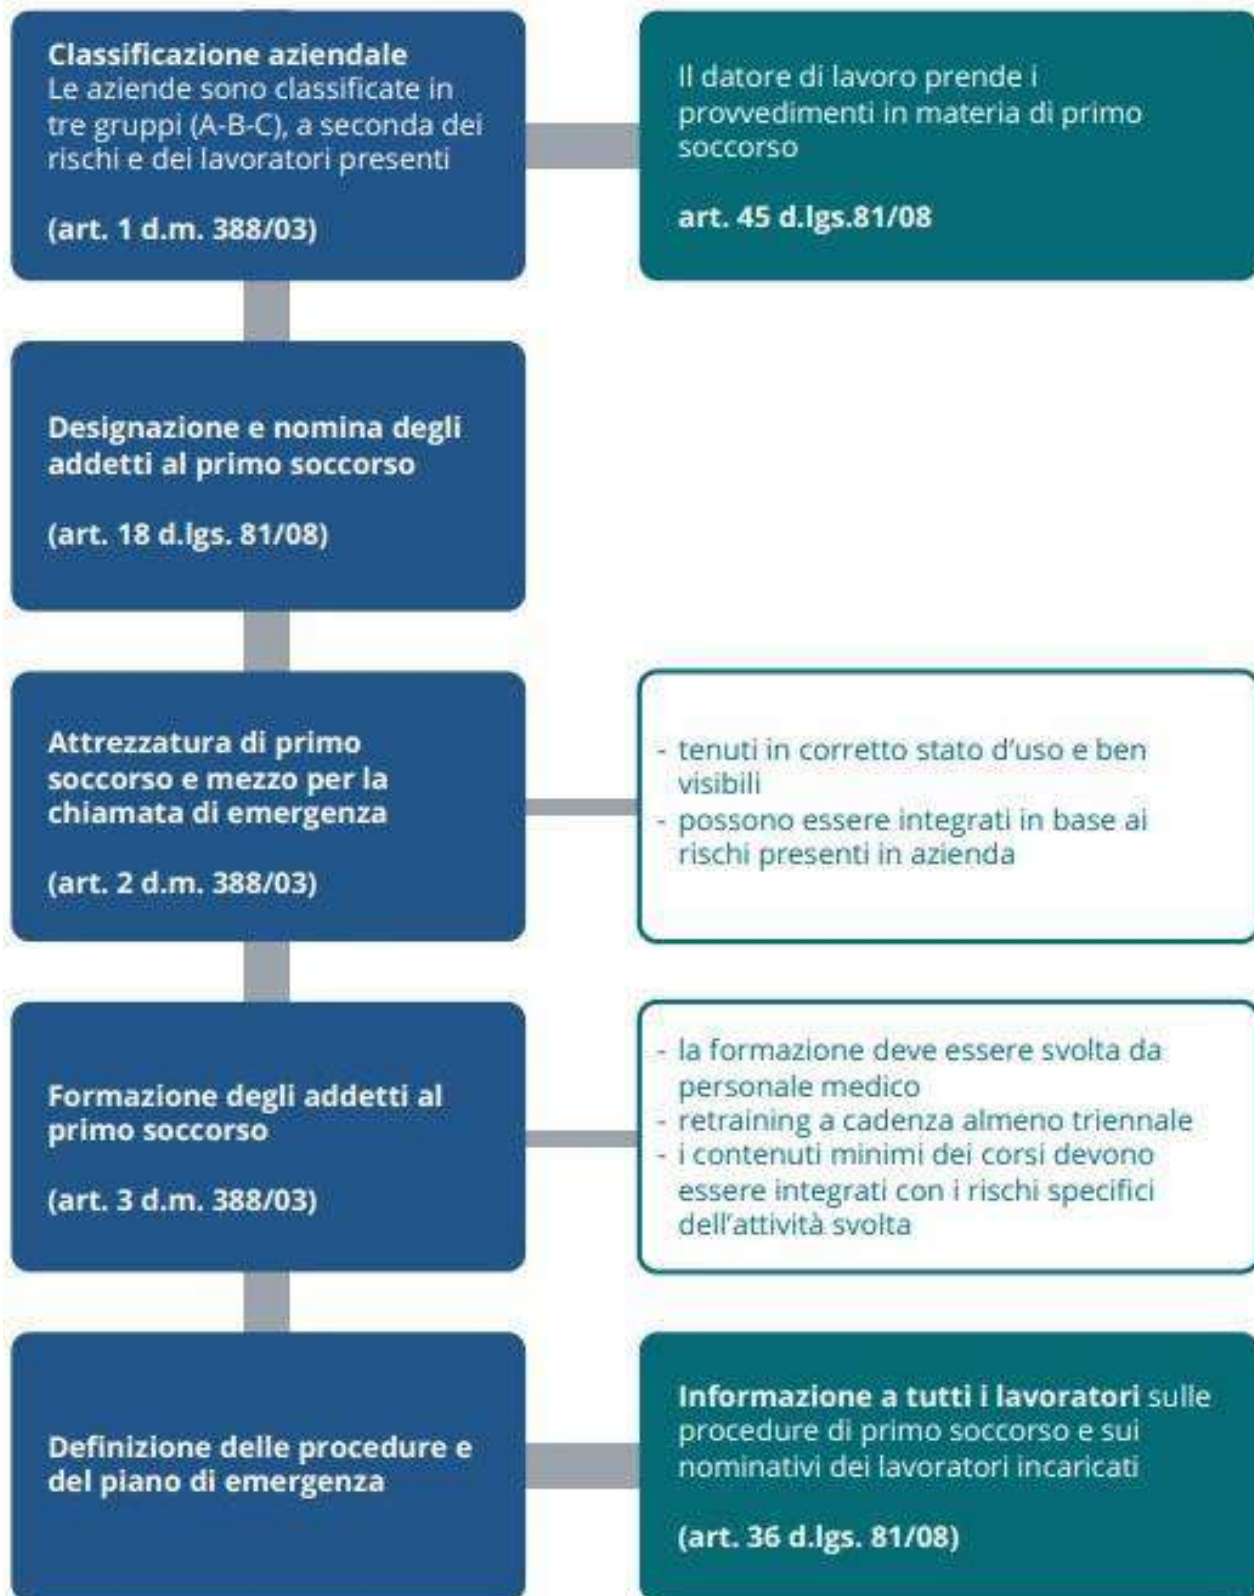 Classificazione aziendale
Le aziende sono classificate in
tre gruppi (A-B-C), a seconda dei
rischi e dei lavoratori presenti
(art. 1 d.m. 388/03)
Il datore di lavoro prende i
provvedimenti in materia di primo
soccorso
art. 45 d.lgs.81/08
Designazione e nomina degli
addetti al primo soccorso
(art. 18 d.lgs. 81/08)
Attrezzatura di primo
soccorso e mezzo per la
chiamata di emergenza
(art. 2 d.m. 388/03)
- tenuti in corretto stato d'uso e ben
visibili
- possono essere integrati in base ai
rischi presenti in azienda
Formazione degli addetti al
primo soccorso
(art. 3 d.m. 388/03)
- la formazione deve essere svolta da
personale medico
- retraining a cadenza almeno triennale
- i contenuti minimi dei corsi devono
essere integrati con i rischi specifici
dell'attività svolta
Definizione delle procedure e
del piano di emergenza
Informazione a tutti i lavoratori sulle
procedure di primo soccorso e sui
nominativi dei lavoratori incaricati
(art. 36 d.lgs. 81/08)